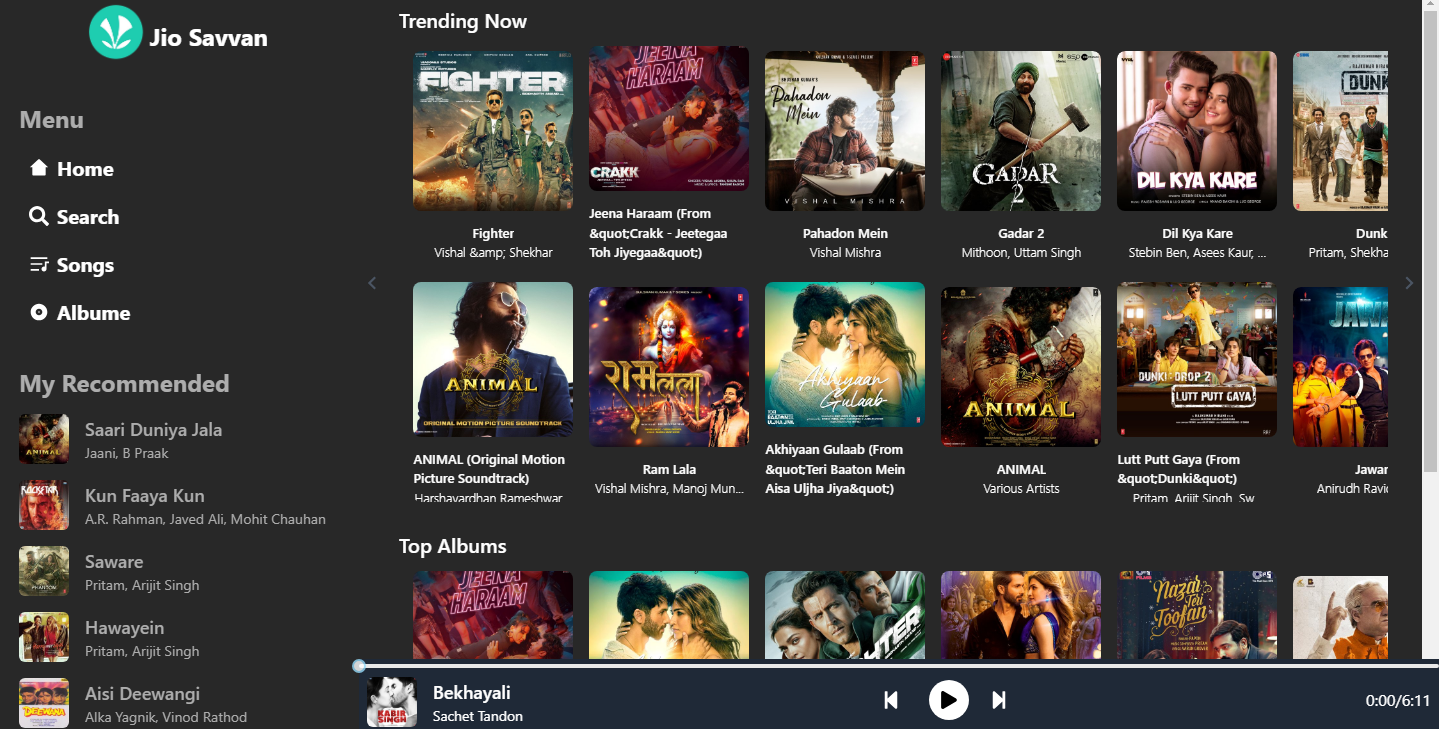 Jio Savvan
Menu
Home
Search
Songs
Albume
My Recommended
ANIMAL
Saari Duniya Jala
Jaani, B Praak
ROCKSTAR
Kun Faaya Kun
A.R. Rahman, Javed Ali, Mohit Chauhan
PHANTOM
Saware
Pritam, Arijit Singh
Hawayein
Pritam, Arijit Singh
DEEWANA
Aisi Deewangi
Alka Yagnik, Vinod Rathod
Trending Now
FIGHTER
JEENA
HARAAM
CRAKK
Pahadon
Mein
VISHAL MISHRA
GADAR
2
DIL KYA KARE
DUNK
Fighter
Vishal &amp; Shekhar
Jeena Haraam (From
&quot;Crakk - Jeetegaa
Toh Jiyegaa&quot;)
Pahadon Mein
Vishal Mishra
Gadar 2
Mithoon, Uttam Singh
Dil Kya Kare
Stebin Ben, Asees Kaur, ...
Dunk
Pritam, Shekha
ANIMAL
ORIGINAL MOTION PICTURE SOUNDTRACK
रामलला
Akhiyaan
Gulaab
ANIMAL
DUNKI: DROP 2
LUTT PUTT GAYA
JAWA
ANIMAL (Original Motion
Picture Soundtrack)
Harshavardhan Rameshwar
Ram Lala
Vishal Mishra, Manoj Mun...
Akhiyaan Gulaab (From
&quot;Teri Baaton Mein
Aisa Uljha Jiya&quot;)
ANIMAL
Various Artists
Lutt Putt Gaya (From
&quot;Dunki&quot;)
Pritam, Arijit Singh, Sw
Jawan
Anirudh Ravic
Top Albums
JEENA
HARAAM
HTER
Nazar
Teri
Toofan
KABIR
SINGH
Bekhayali
Sachet Tandon
0:00/6:11